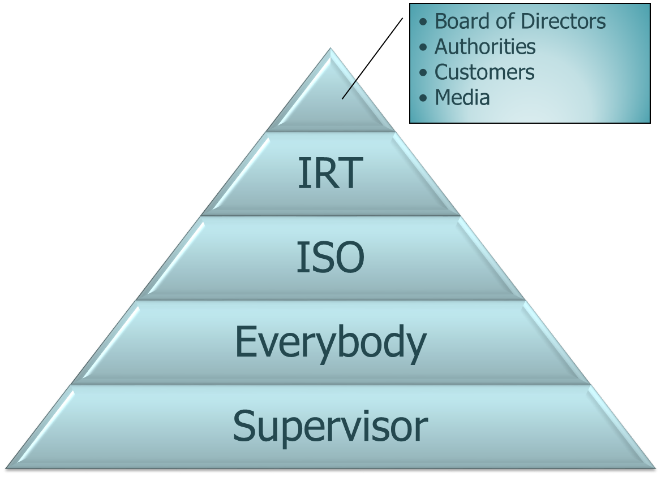 • Board of Directors
• Authorities
• Customers
• Media
IRT
ISO
Everybody
Supervisor